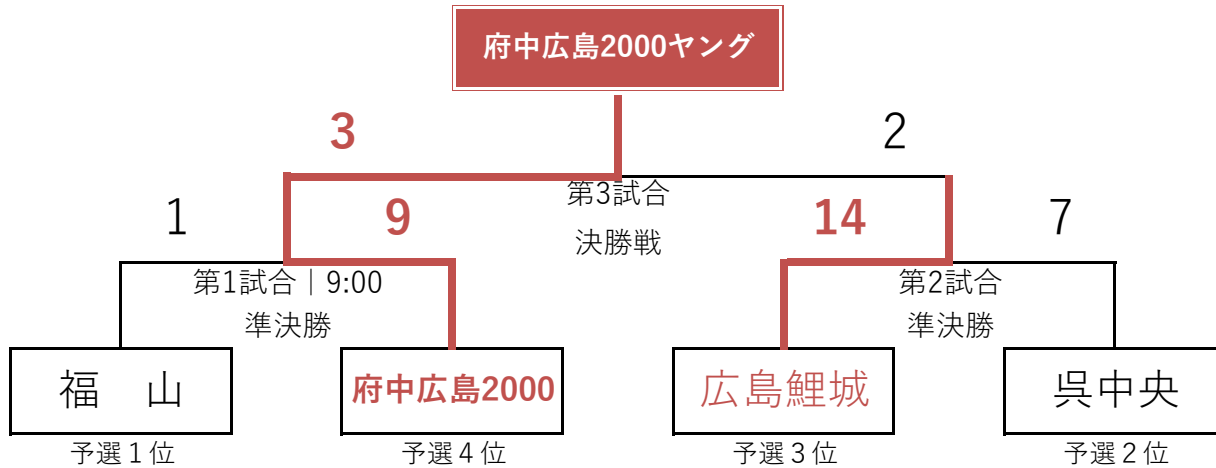 府中広島2000ヤング
3
2
第3試合
決勝戦
1
9
14
7
第1試合｜9:00
準決勝
第2試合
準決勝
福　山
府中広島2000
広島鯉城
呉中央
予選１位
予選４位
予選３位
予選２位